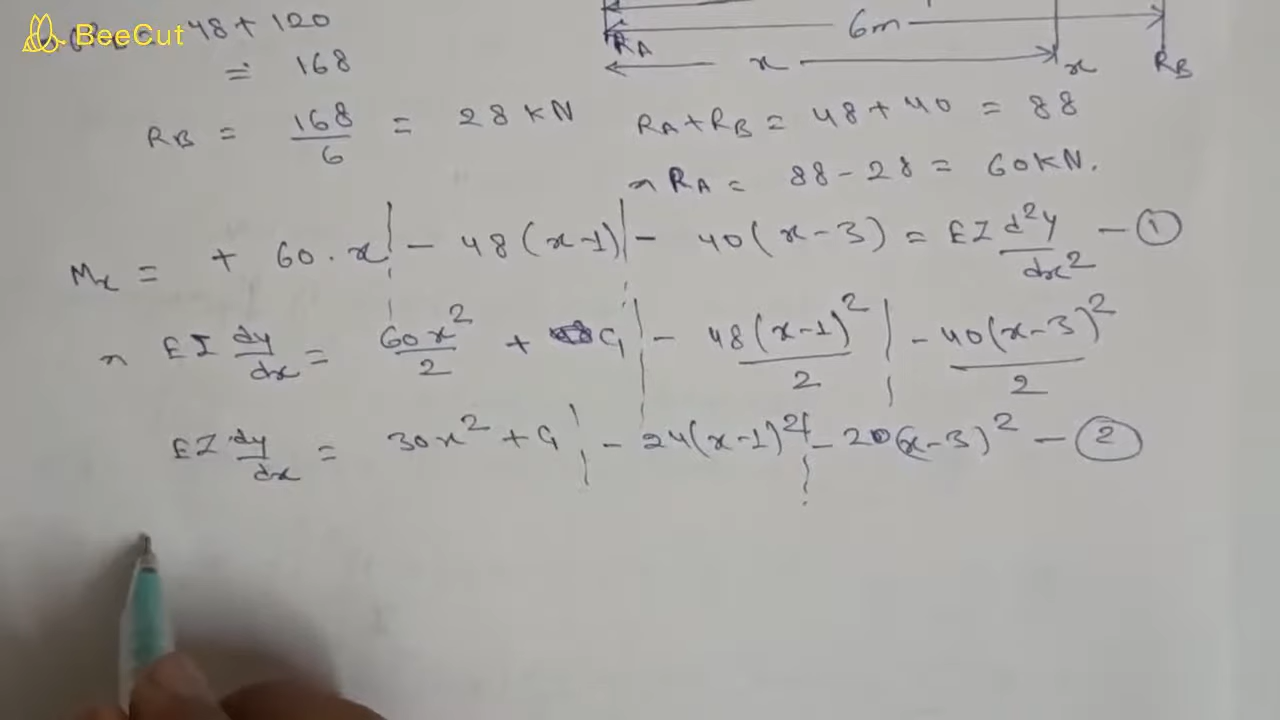 BeeCut
48 + 120
= 168
6m
RA
x
x
RB
RB = 168/6 = 28 KN
RA + RB = 48 + 40 = 88
RA = 88 - 28 = 60KN.
Mx = + 60.x | - 48(x-1) | - 40(x-3) = EI d²y/dx² - ①
EI dy/dx = 60x²/2 + C1 | - 48(x-1)²/2 | - 40(x-3)²/2
EI dy/dx = 30x² + C1 | - 24(x-1)² | - 20(x-3)² - ②